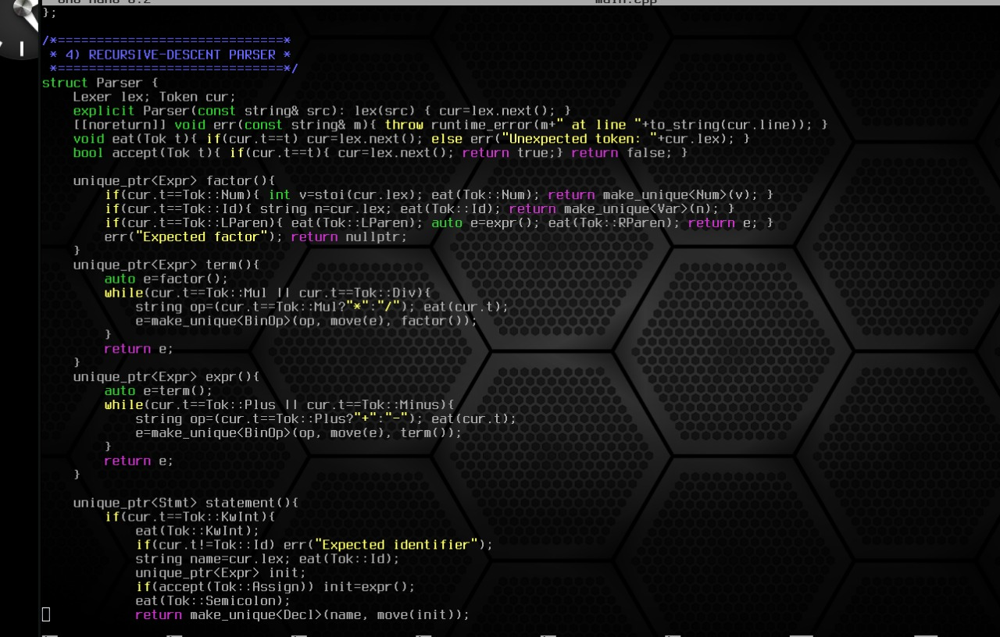 main.cpp
};
/*=============================*
 * 4) RECURSIVE-DESCENT PARSER *
 *=============================*/
struct Parser {
    Lexer lex; Token cur;
    explicit Parser(const string& src): lex(src) { cur=lex.next(); }
    [[noreturn]] void err(const string& m){ throw runtime_error(m+" at line "+to_string(cur.line)); }
    void eat(Tok t){ if(cur.t==t) cur=lex.next(); else err("Unexpected token: "+cur.lex); }
    bool accept(Tok t){ if(cur.t==t){ cur=lex.next(); return true;} return false; }
    unique_ptr<Expr> factor(){
        if(cur.t==Tok::Num){ int v=stoi(cur.lex); eat(Tok::Num); return make_unique<Num>(v); }
        if(cur.t==Tok::Id){ string n=cur.lex; eat(Tok::Id); return make_unique<Var>(n); }
        if(cur.t==Tok::LParen){ eat(Tok::LParen); auto e=expr(); eat(Tok::RParen); return e; }
        err("Expected factor"); return nullptr;
    }
    unique_ptr<Expr> term(){
        auto e=factor();
        while(cur.t==Tok::Mul || cur.t==Tok::Div){
            string op=(cur.t==Tok::Mul?"*":"/"); eat(cur.t);
            e=make_unique<BinOp>(op, move(e), factor());
        }
        return e;
    }
    unique_ptr<Expr> expr(){
        auto e=term();
        while(cur.t==Tok::Plus || cur.t==Tok::Minus){
            string op=(cur.t==Tok::Plus?"+":"-"); eat(cur.t);
            e=make_unique<BinOp>(op, move(e), term());
        }
        return e;
    }
    unique_ptr<Stmt> statement(){
        if(cur.t==Tok::KwInt){
            eat(Tok::KwInt);
            if(cur.t!=Tok::Id) err("Expected identifier");
            string name=cur.lex; eat(Tok::Id);
            unique_ptr<Expr> init;
            if(accept(Tok::Assign)) init=expr();
            eat(Tok::Semicolon);
            return make_unique<Decl>(name, move(init));